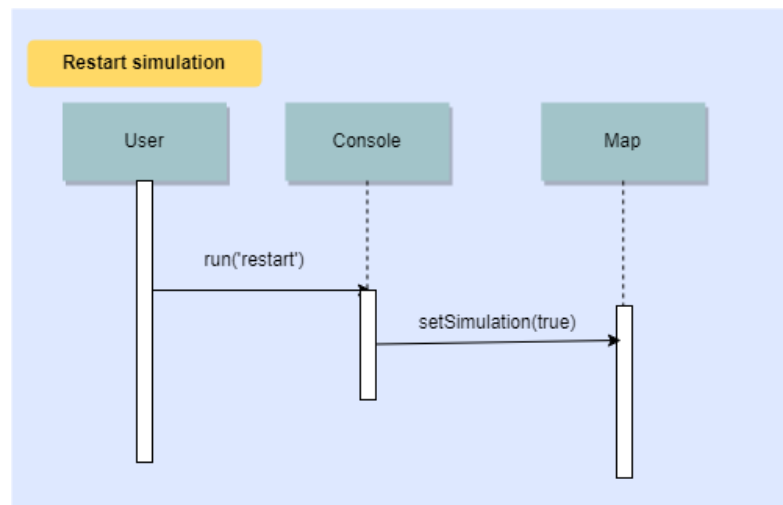 Restart simulation
User
Console
Map
run('restart')
setSimulation(true)